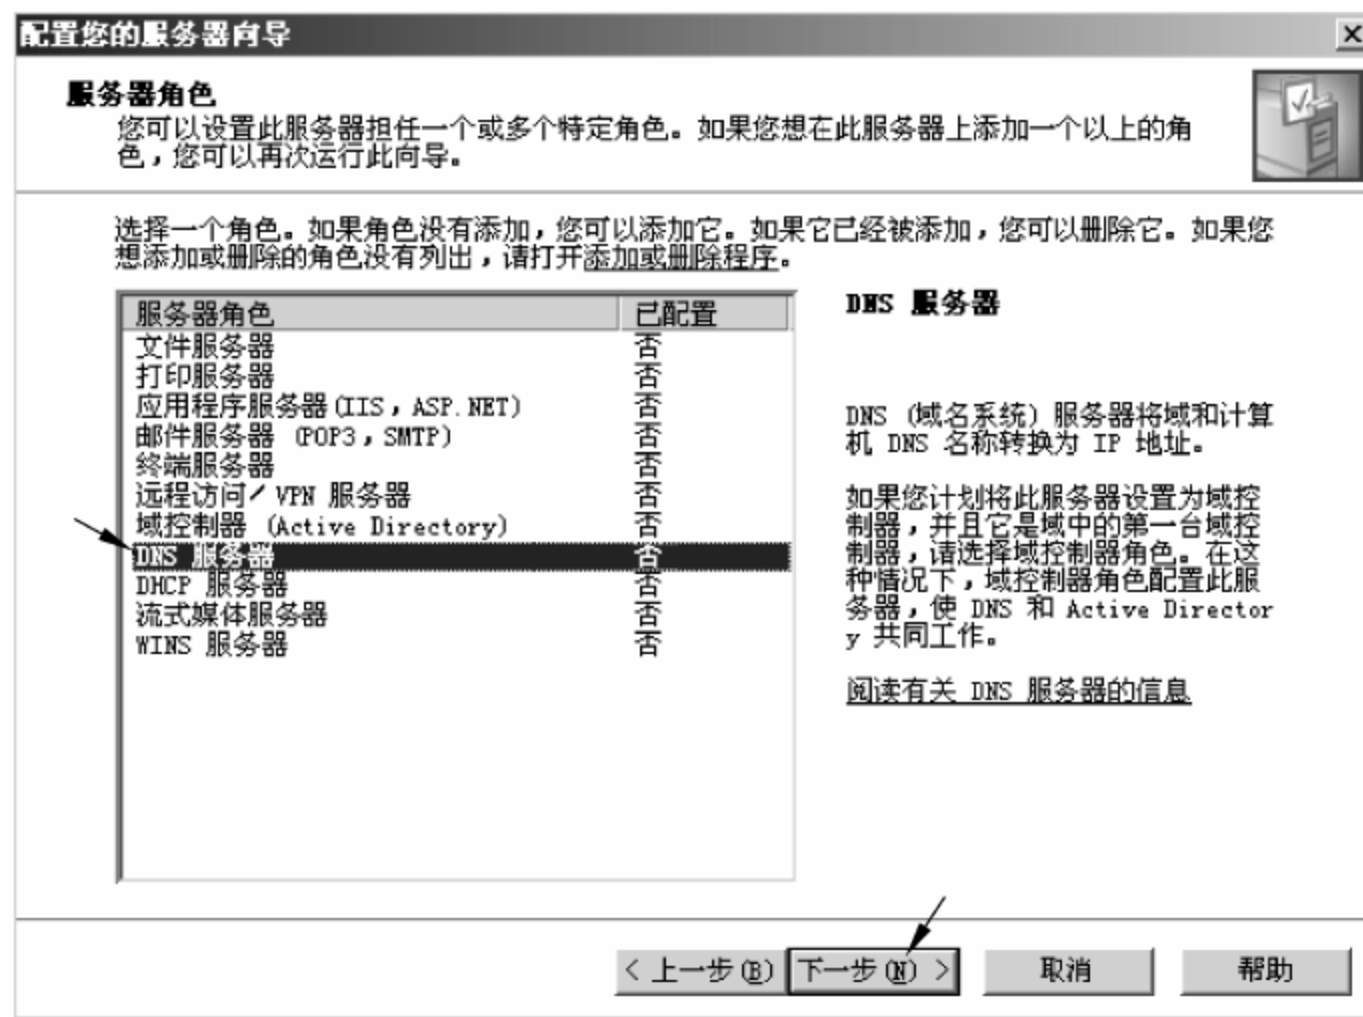 配置您的服务器向导
服务器角色
您可以设置此服务器担任一个或多个特定角色。如果您想在此服务器上添加一个以上的角
色，您可以再次运行此向导。
选择一个角色。如果角色没有添加，您可以添加它。如果它已经被添加，您可以删除它。如果您
想添加或删除的角色没有列出，请打开添加或删除程序。
服务器角色 已配置
文件服务器 否
打印服务器 否
应用程序服务器(IIS，ASP.NET) 否
邮件服务器 (POP3，SMTP) 否
终端服务器 否
远程访问/VPN 服务器 否
域控制器 (Active Directory) 否
DNS 服务器 否
DHCP 服务器 否
流式媒体服务器 否
WINS 服务器 否
DNS 服务器
DNS (域名系统) 服务器将域和计算
机 DNS 名称转换为 IP 地址。
如果您计划将此服务器设置为域控
制器，并且它是域中的第一台域控
制器，请选择域控制器角色。在这
种情况下，域控制器角色配置此服
务器，使 DNS 和 Active Director
y 共同工作。
阅读有关 DNS 服务器的信息
< 上一步(B) 下一步(N) > 取消 帮助